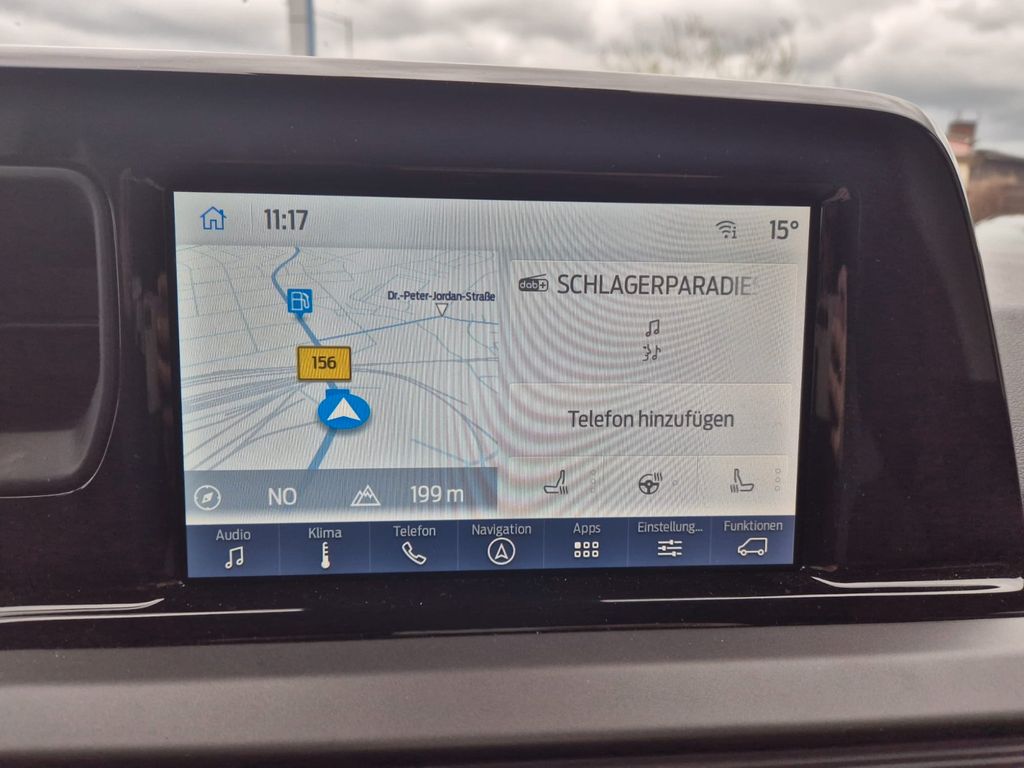 11:17
15°
Dr.-Peter-Jordan-Straße
156
NO
199 m
dab+ SCHLAGERPARADIE
Telefon hinzufügen
Audio
Klima
Telefon
Navigation
Apps
Einstellung...
Funktionen